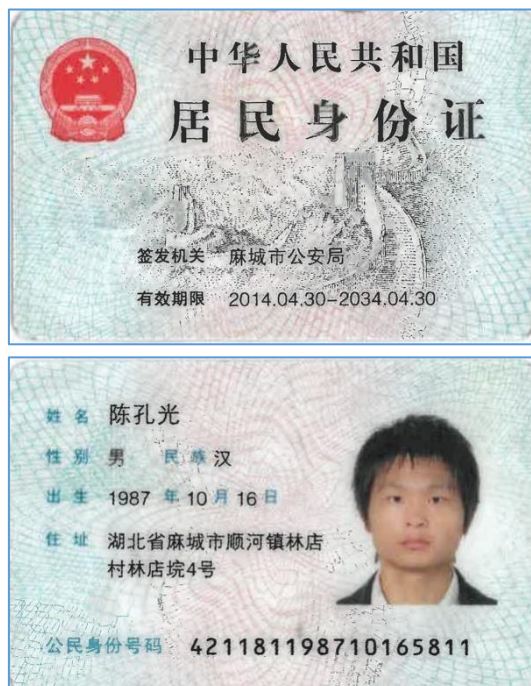 中华人民共和国
居民身份证
签发机关 麻城市公安局
有效期限 2014.04.30-2034.04.30
姓名 陈孔光
性别 男 民族 汉
出生 1987 年 10 月 16 日
住址 湖北省麻城市顺河镇林店
村林店垸4号
公民身份号码 421181198710165811